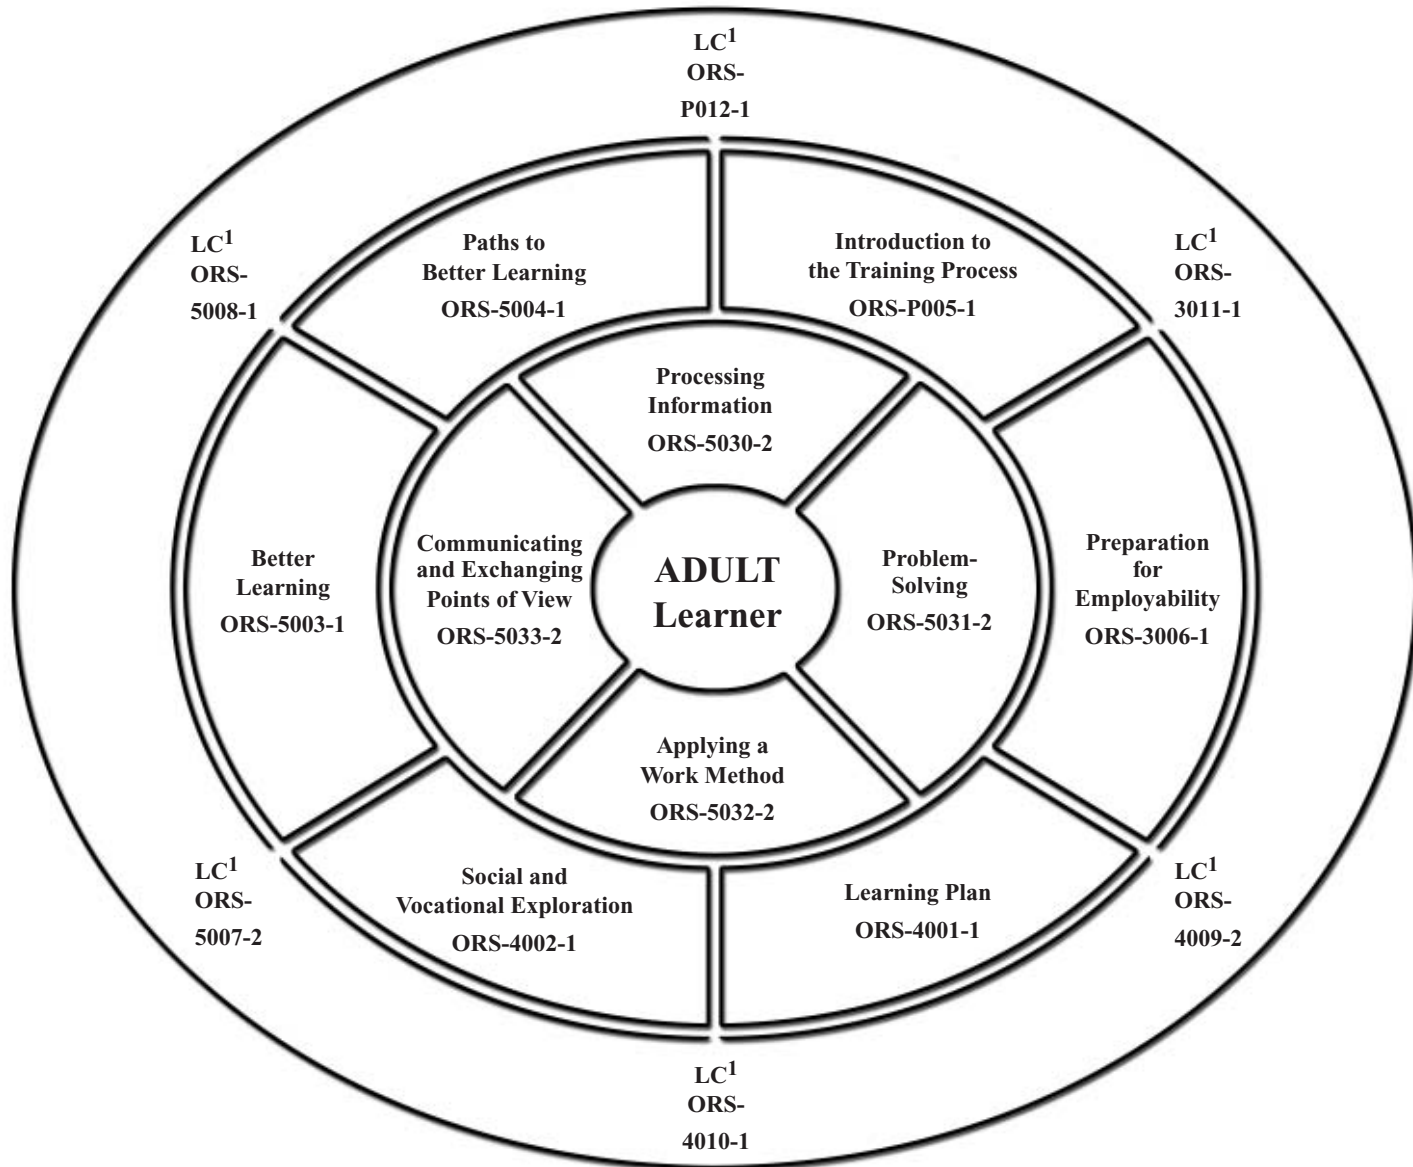 LC1
ORS-
P012-1
LC1
ORS-
5008-1
Paths to
Better Learning
ORS-5004-1
Introduction to
the Training Process
ORS-P005-1
LC1
ORS-
3011-1
Processing
Information
ORS-5030-2
Better
Learning
ORS-5003-1
Communicating
and Exchanging
Points of View
ORS-5033-2
ADULT
Learner
Problem-
Solving
ORS-5031-2
Preparation
for
Employability
ORS-3006-1
Applying a
Work Method
ORS-5032-2
LC1
ORS-
5007-2
Social and
Vocational Exploration
ORS-4002-1
Learning Plan
ORS-4001-1
LC1
ORS-
4009-2
LC1
ORS-
4010-1